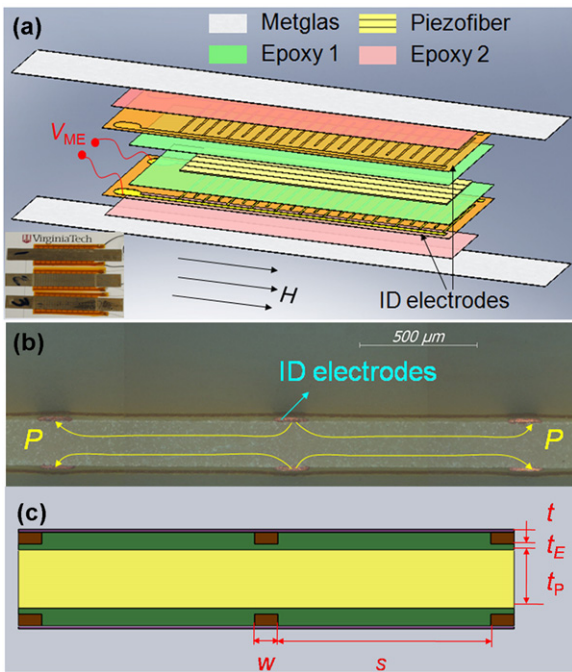 (a)
Metglas
Piezofiber
Epoxy 1
Epoxy 2
VME
VirginiaTech
H
ID electrodes
(b)
500 μm
ID electrodes
P
P
(c)
t
tE
tP
w
s